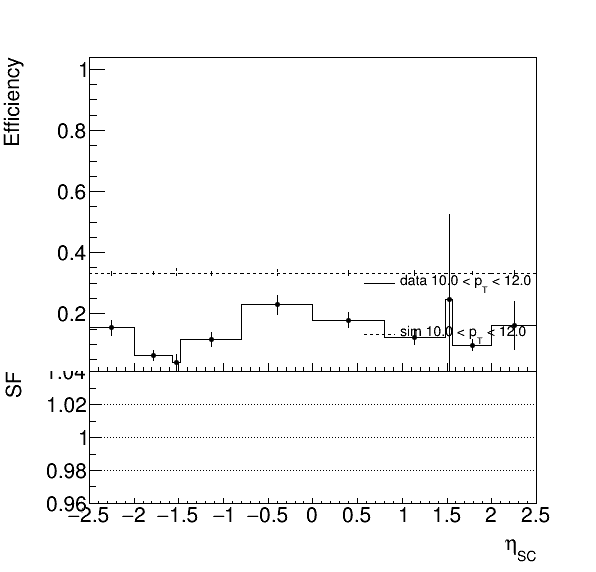 Efficiency
1
0.8
0.6
0.4
0.2
data 10.0 < p_T < 12.0
sim 10.0 < p_T < 12.0
SF
1.04
1.02
1
0.98
0.96
−2.5 −2 −1.5 −1 −0.5 0 0.5 1 1.5 2 2.5
η_SC